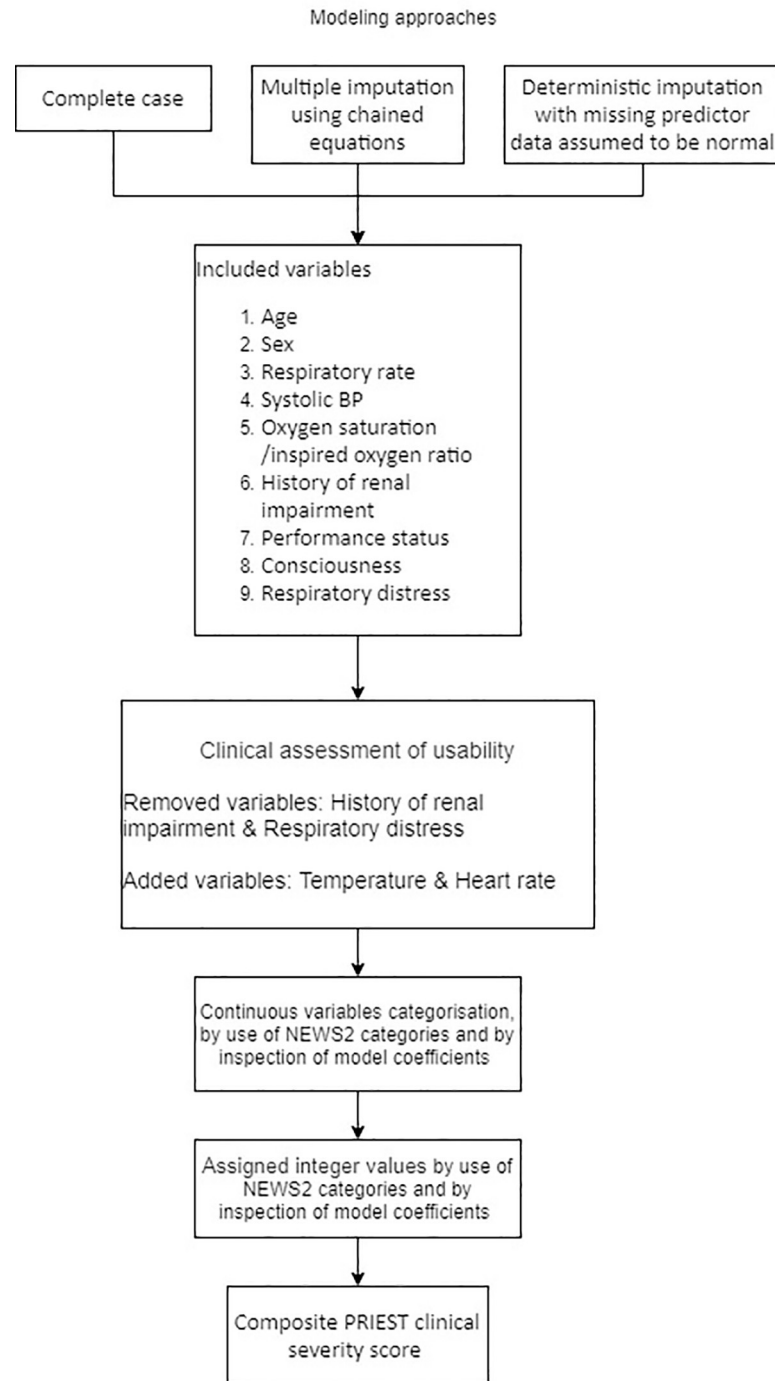 Modeling approaches
Complete case
Multiple imputation
using chained
equations
Deterministic imputation
with missing predictor
data assumed to be normal
Included variables
1. Age
2. Sex
3. Respiratory rate
4. Systolic BP
5. Oxygen saturation
/inspired oxygen ratio
6. History of renal
impairment
7. Performance status
8. Consciousness
9. Respiratory distress
Clinical assessment of usability
Removed variables: History of renal
impairment & Respiratory distress
Added variables: Temperature & Heart rate
Continuous variables categorisation,
by use of NEWS2 categories and by
inspection of model coefficients
Assigned integer values by use of
NEWS2 categories and by
inspection of model coefficients
Composite PRIEST clinical
severity score